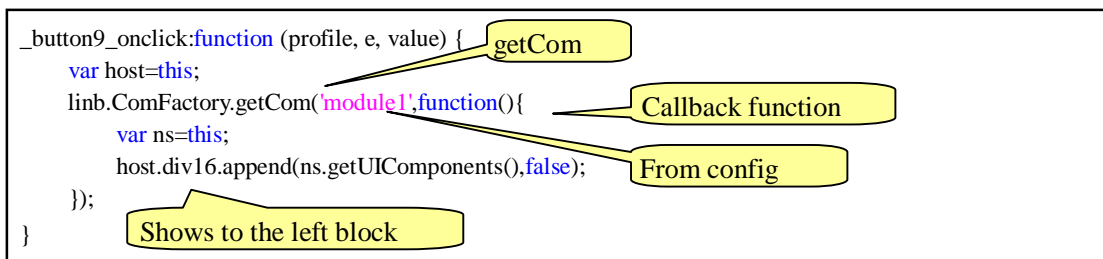 _button9_onclick:function (profile, e, value) {
getCom
var host=this;
linb.ComFactory.getCom('module1',function(){
Callback function
var ns=this;
host.div16.append(ns.getUIComponents(),false);
From config
});
Shows to the left block
}